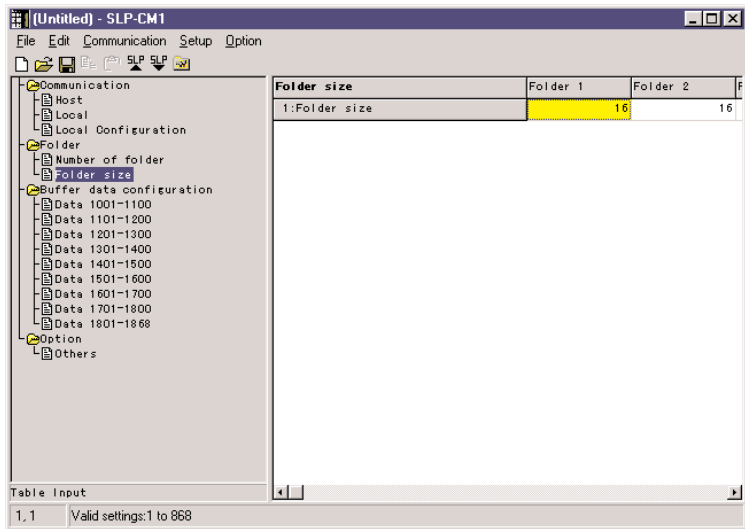 (Untitled) - SLP-CM1
File Edit Communication Setup Option
SLP SLP
Communication
Host
Local
Local Configuration
Folder
Number of folder
Folder size
Buffer data configuration
Data 1001-1100
Data 1101-1200
Data 1201-1300
Data 1301-1400
Data 1401-1500
Data 1501-1600
Data 1601-1700
Data 1701-1800
Data 1801-1868
Option
Others
Folder size Folder 1 Folder 2 F
1:Folder size 16 16
Table Input
1, 1 Valid settings:1 to 868